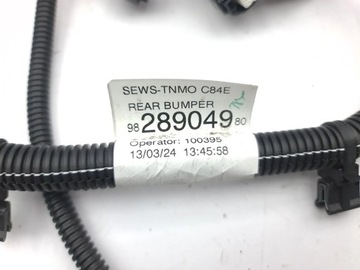 SEWS-TNMO C84E
REAR BUMPER
98 289049 80
Operator: 100395
13/03/24 13:45:58